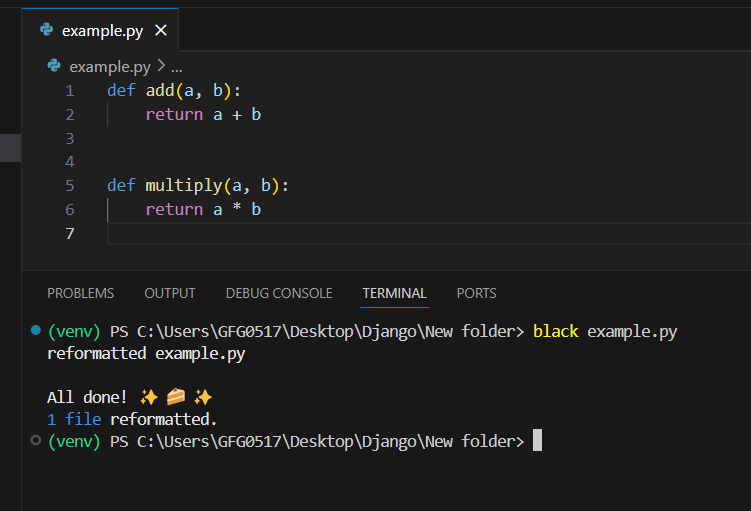 example.py
example.py > ...
1 def add(a, b):
2     return a + b
3
4
5 def multiply(a, b):
6     return a * b
7
PROBLEMS OUTPUT DEBUG CONSOLE TERMINAL PORTS
(venv) PS C:\Users\GFG0517\Desktop\Django\New folder> black example.py
reformatted example.py
All done! ✨ 🍰 ✨
1 file reformatted.
(venv) PS C:\Users\GFG0517\Desktop\Django\New folder>